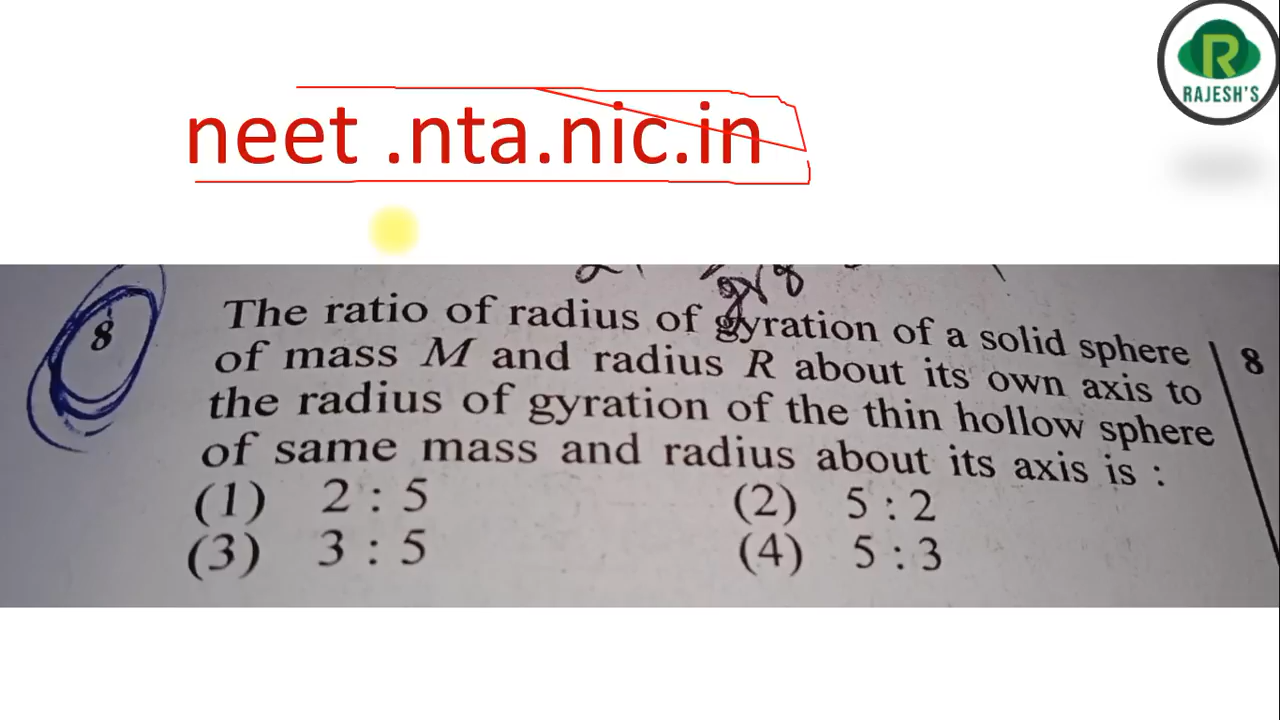 R
RAJESH'S
neet .nta.nic.in
8
The ratio of radius of gyration of a solid sphere
of mass M and radius R about its own axis to
the radius of gyration of the thin hollow sphere
of same mass and radius about its axis is :
(1) 2 : 5 (2) 5 : 2
(3) 3 : 5 (4) 5 : 3
8